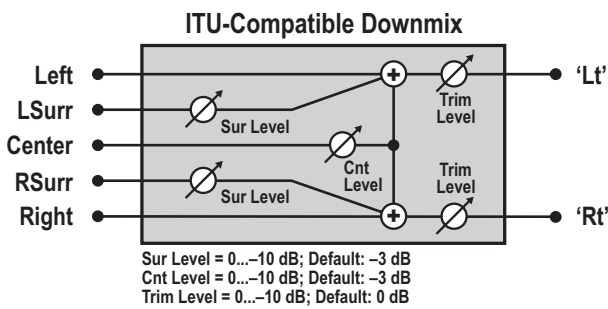 ITU-Compatible Downmix
Left
LSurr
Center
RSurr
Right
Sur Level
Cnt
Level
Sur Level
Trim
Level
Trim
Level
'Lt'
'Rt'
Sur Level = 0...–10 dB; Default: –3 dB
Cnt Level = 0...–10 dB; Default: –3 dB
Trim Level = 0...–10 dB; Default: 0 dB